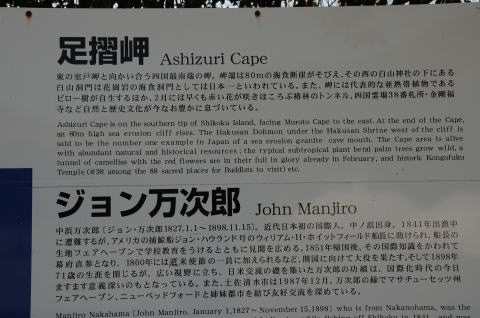 足摺岬 Ashizuri Cape
東の室戸岬と向かい合う四国最南端の岬。岬端は80mの海食断崖がそびえ、その西の白山神社の下にある
白山洞門は花崗岩の海食洞門としては日本一といわれている。また、岬には代表的な亜熱帯植物である
ビロー樹が自生するほか、2月には早くも赤い花が咲きほころぶ椿のトンネル、四国霊場38番札所・金剛福
寺など自然と歴史文化が今なお豊かに息づいている。
Ashizuri Cape is on the southern tip of Shikoku Island, facing Muroto Cape to the east. At the end of the Cape,
an 80m high sea erosion cliff rises. The Hakusan Dohmon under the Hakusan Shrine west of the cliff is
said to be the number one example in Japan of a sea erosion granite cave mouth. The Cape area is alive
with abundant natural and historical resources: the typical subtropical plant betal palm trees grow wild, a
tunnel of camellias with the red flowers are in their full in glory already in February, and historic Kongofuku
Temple (#38 among the 88 sacred places for Buddists to visit) etc.
ジョン万次郎 John Manjiro
中浜万次郎(ジョン・万次郎1827.1.1～1898.11.15)。近代日本初の国際人。中ノ浜出身。1841年出漁中
に遭難するが、アメリカの捕鯨船ジョン・ハウランド号のウィリアム・H・ホイットフィールド船長に助けられ、船長の
生地フェアヘーブンで学校教育をうけるとともに見聞を広める。1851年帰国後、その国際知識をかわれて
幕府直参となり、1860年には遣米使節の一員に加えられるなど、開国に向けて大役を果たす。そして1898年
71歳の生涯を閉じるが、広い視野に立ち、日米交流の礎を築いた万次郎の功績は、国際化時代の今日
ますます意義深いものとなっている。また、土佐清水市は1987年12月、万次郎の縁でマサチューセッツ州
フェアヘーブン、ニューベッドフォードと姉妹都市を結び友好交流を深めている。
Manjiro Nakahama (John Manjiro. January 1,1827～November 15,1898) who is from Nakanohama, was the